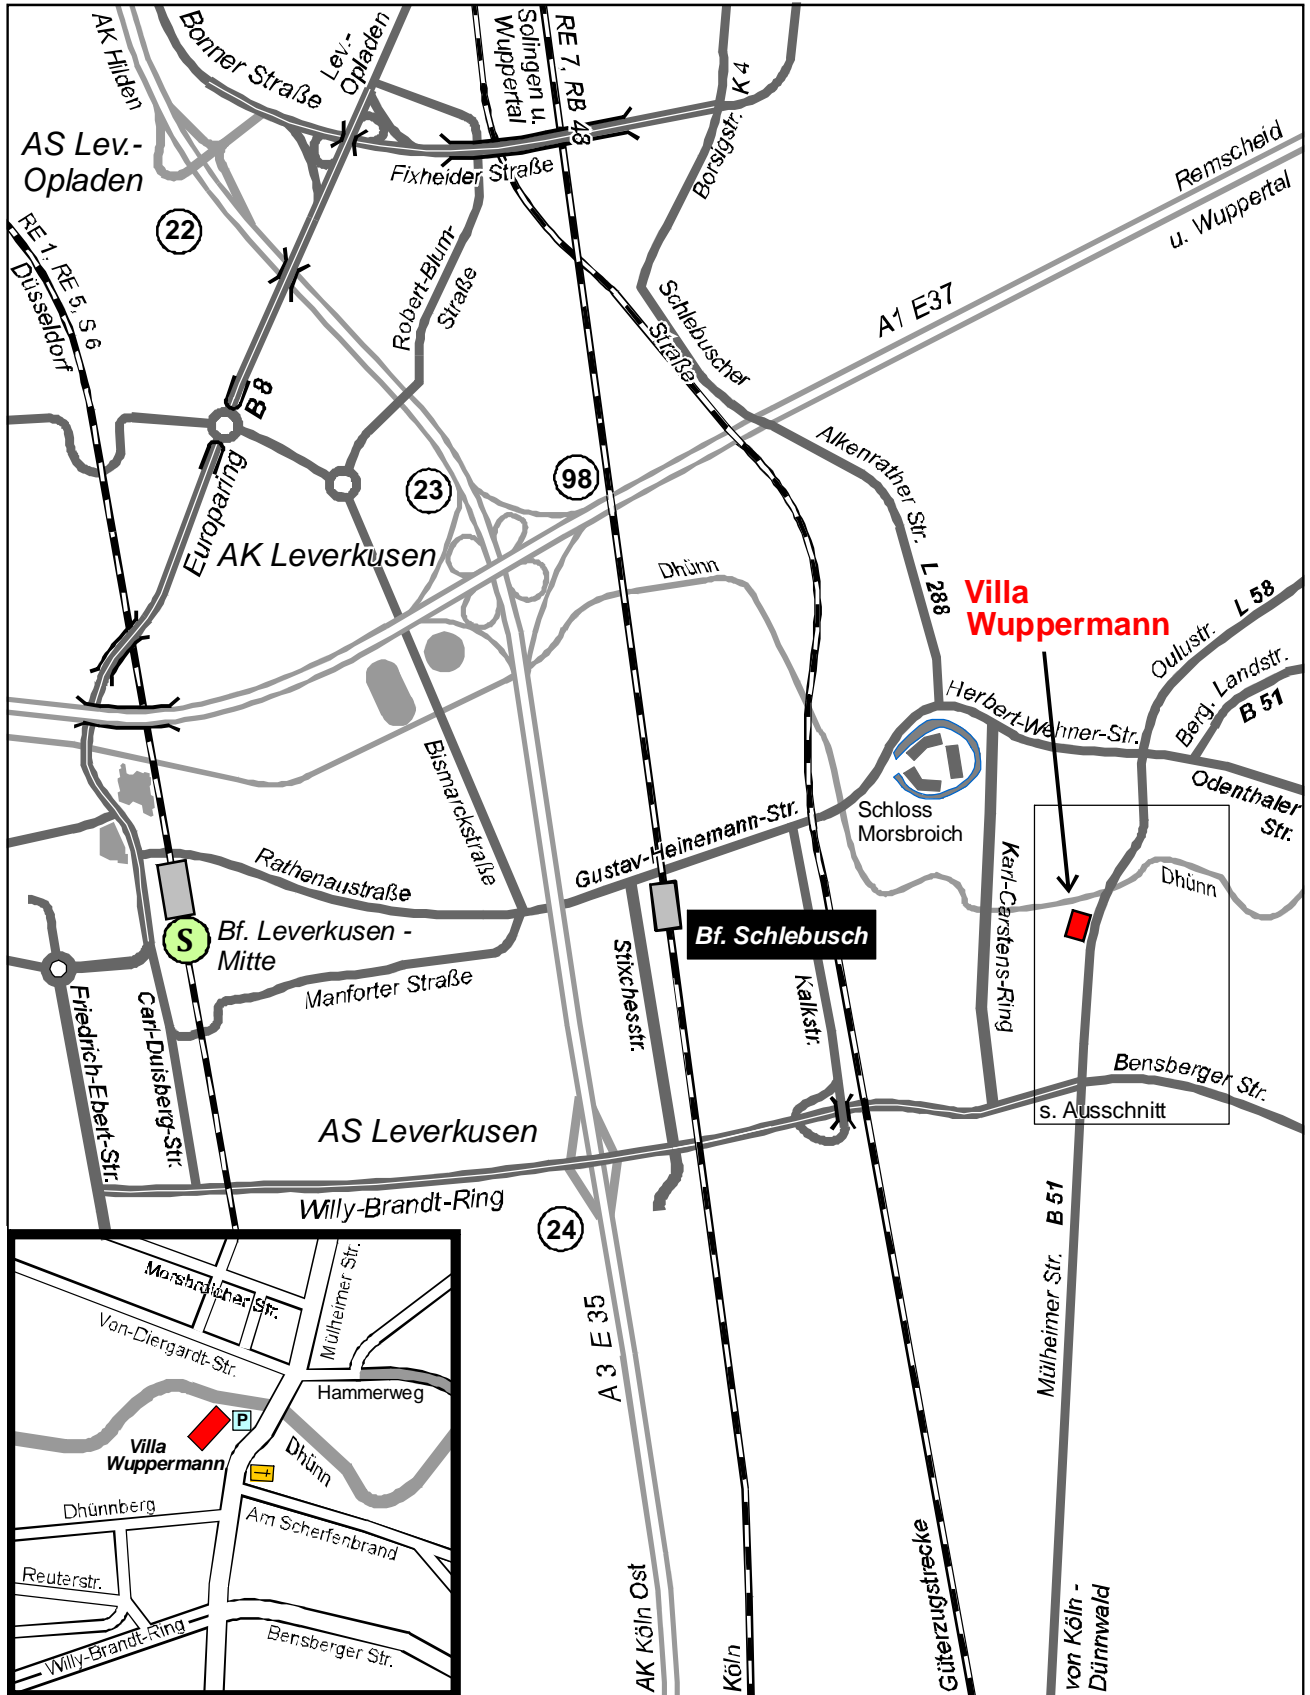 AK Hilden
Bonner Straße
Lev.-
Opladen
Solingen u.
Wuppertal
RE 7, RB 48
K 4
AS Lev.-
Opladen
Fixheider Straße
Borsigstr.
Remscheid
u. Wuppertal
22
RE 1, RE 5, S 6
Düsseldorf
Robert-Blum-
Straße
Schlebuscher
Straße
A1 E37
B 8
Europaring
23
98
Alkenrather Str.
AK Leverkusen
Dhünn
L 288
Villa
Wuppermann
Oulustr.
L 58
Berg. Landstr.
B 51
Herbert-Wehner-Str.
Odenthaler
Str.
Bismarckstraße
Schloss
Morsbroich
Gustav-Heinemann-Str.
Rathenaustraße
Karl-Carstens-Ring
Dhünn
S
Bf. Leverkusen -
Mitte
Bf. Schlebusch
Manforter Straße
Stixchesstr.
Kalkstr.
Friedrich-Ebert-Str.
Carl-Duisberg-Str.
Bensberger Str.
s. Ausschnitt
AS Leverkusen
Willy-Brandt-Ring
24
Mülheimer Str.
B 51
A 3 E 35
AK Köln Ost
Köln
Güterzugstrecke
von Köln -
Dünnwald
Morsbroicher Str.
Mülheimer Str.
Von-Diergardt-Str.
Hammerweg
P
Villa
Wuppermann
Dhünn
Dhünnberg
Am Scherfenbrand
Reuterstr.
Willy-Brandt-Ring
Bensberger Str.